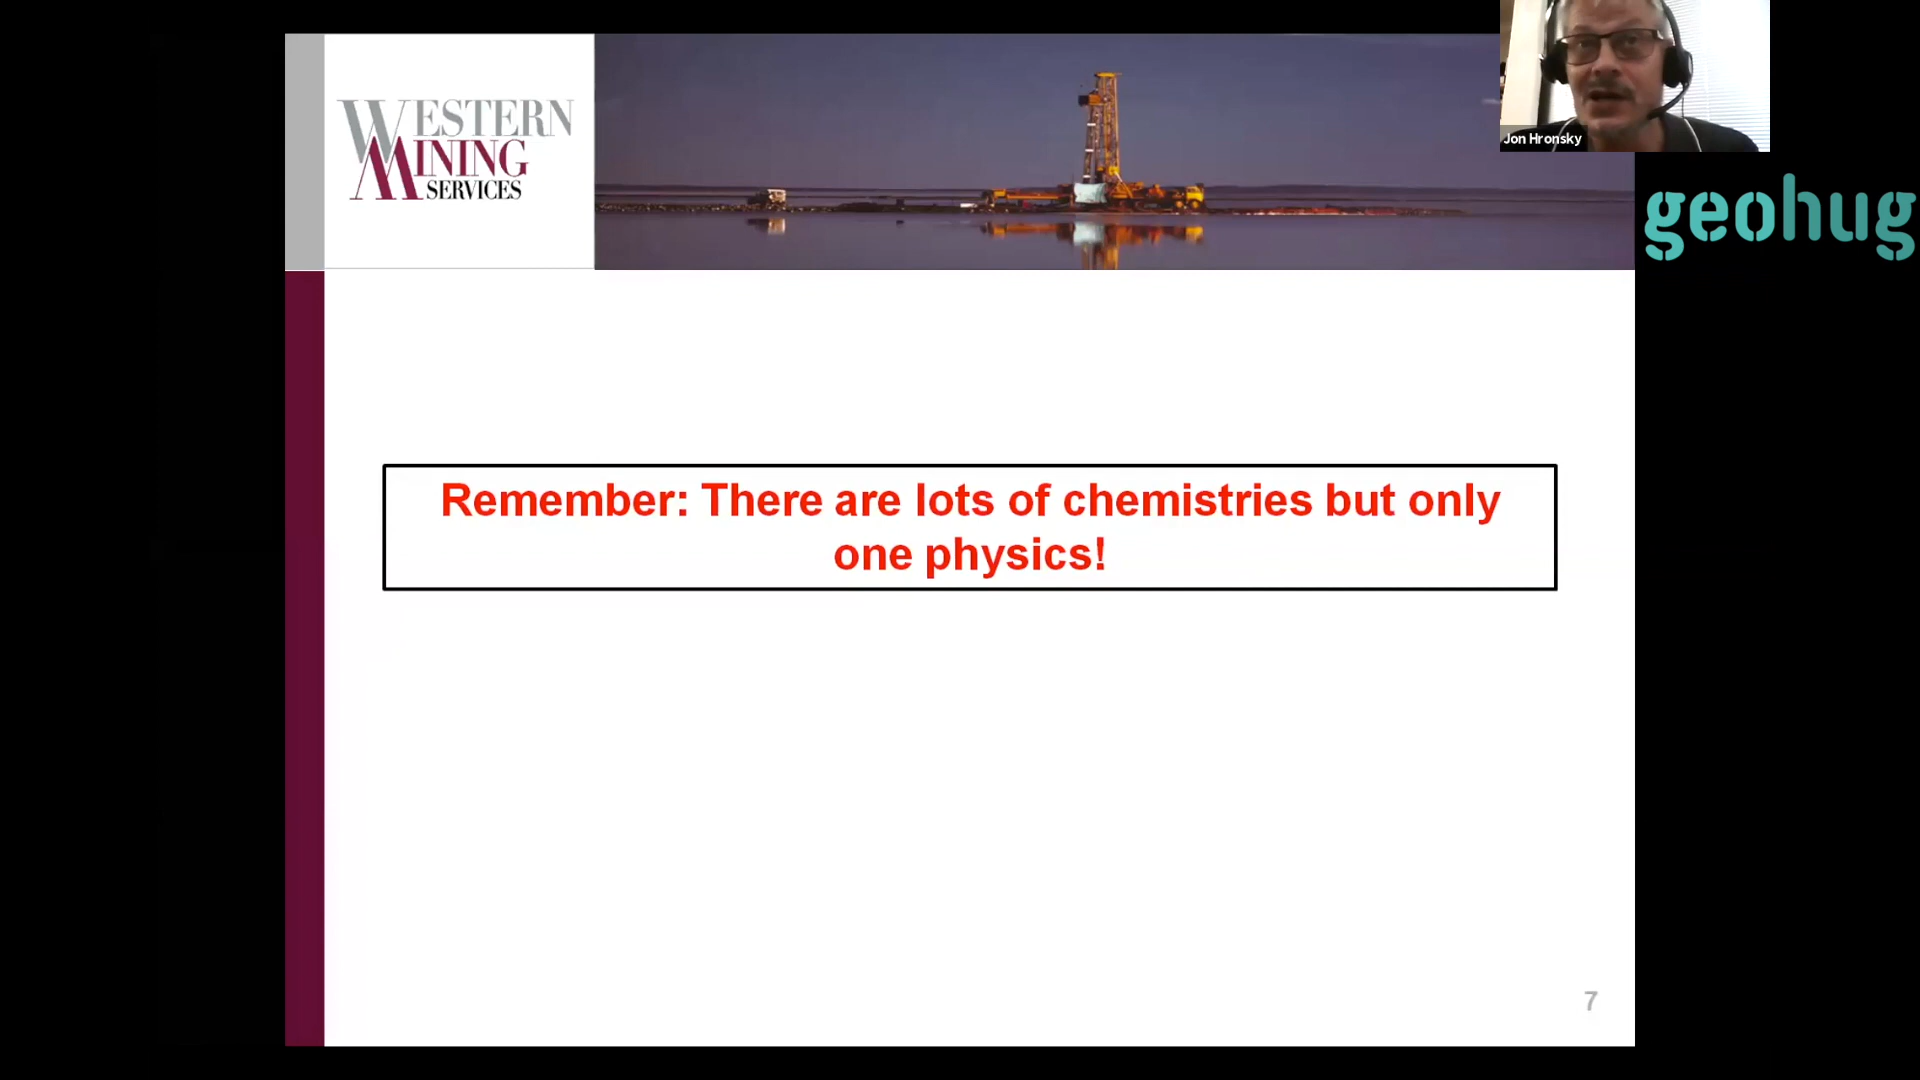 WESTERN
MINING
SERVICES
Jon Hronsky
geohug
Remember: There are lots of chemistries but only
one physics!
7